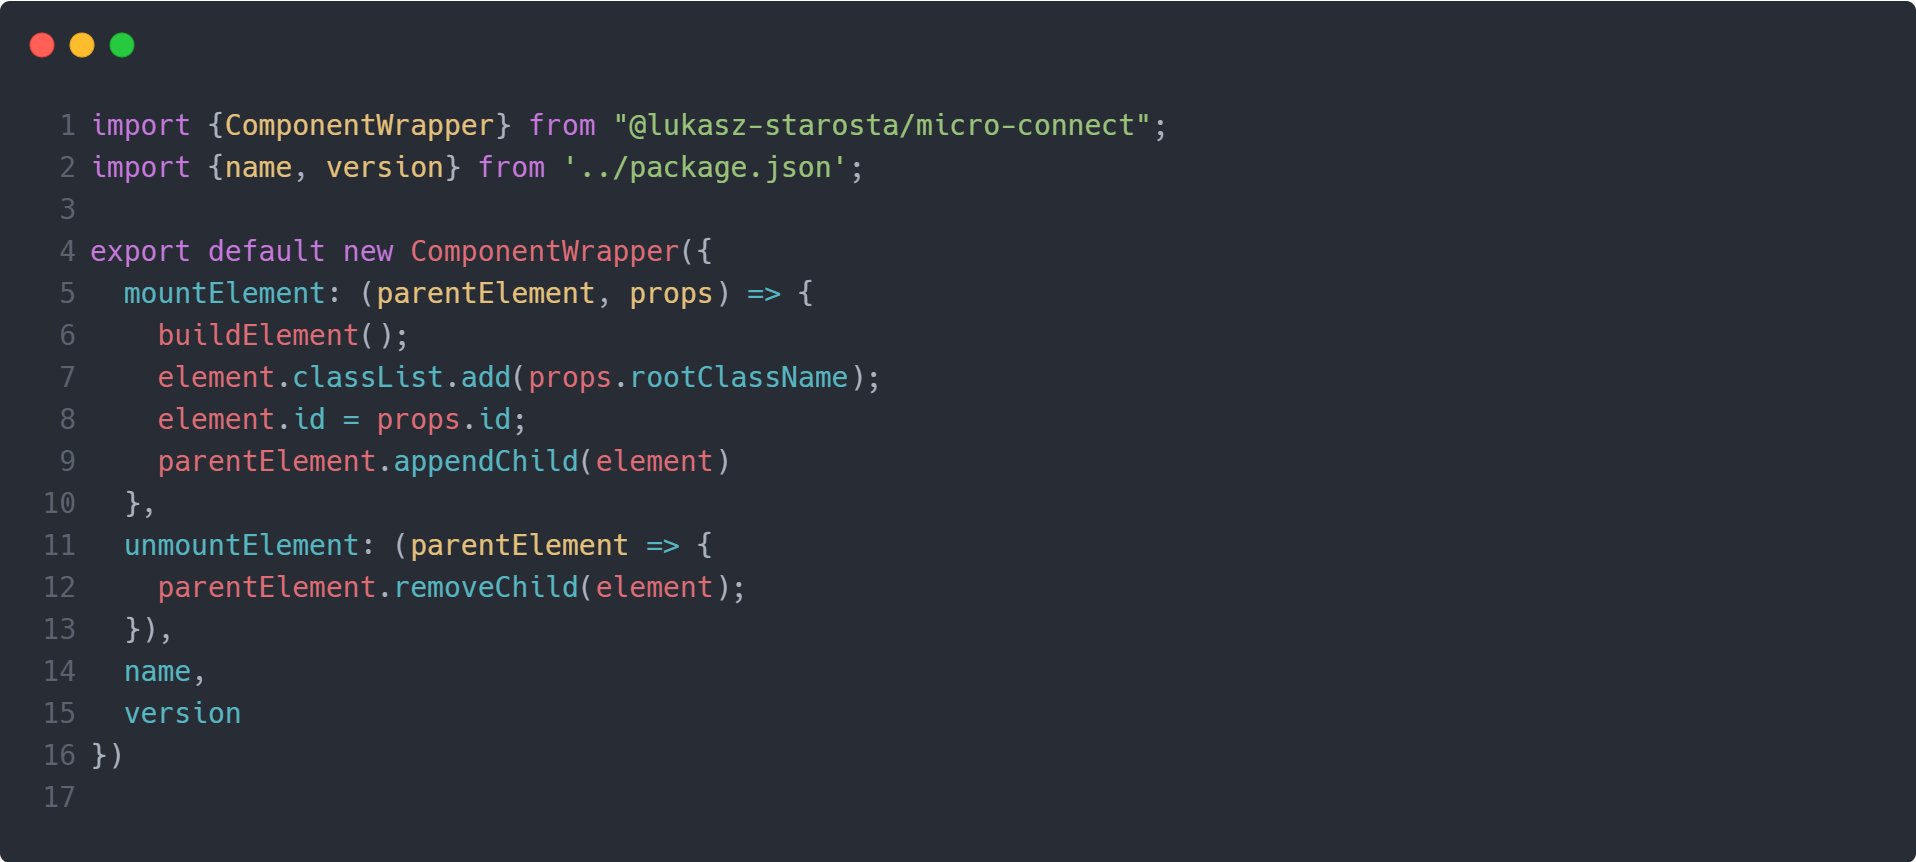 1 import {ComponentWrapper} from "@lukasz-starosta/micro-connect";
2 import {name, version} from '../package.json';
3
4 export default new ComponentWrapper({
5   mountElement: (parentElement, props) => {
6     buildElement();
7     element.classList.add(props.rootClassName);
8     element.id = props.id;
9     parentElement.appendChild(element)
10   },
11   unmountElement: (parentElement => {
12     parentElement.removeChild(element);
13   }),
14   name,
15   version
16 })
17